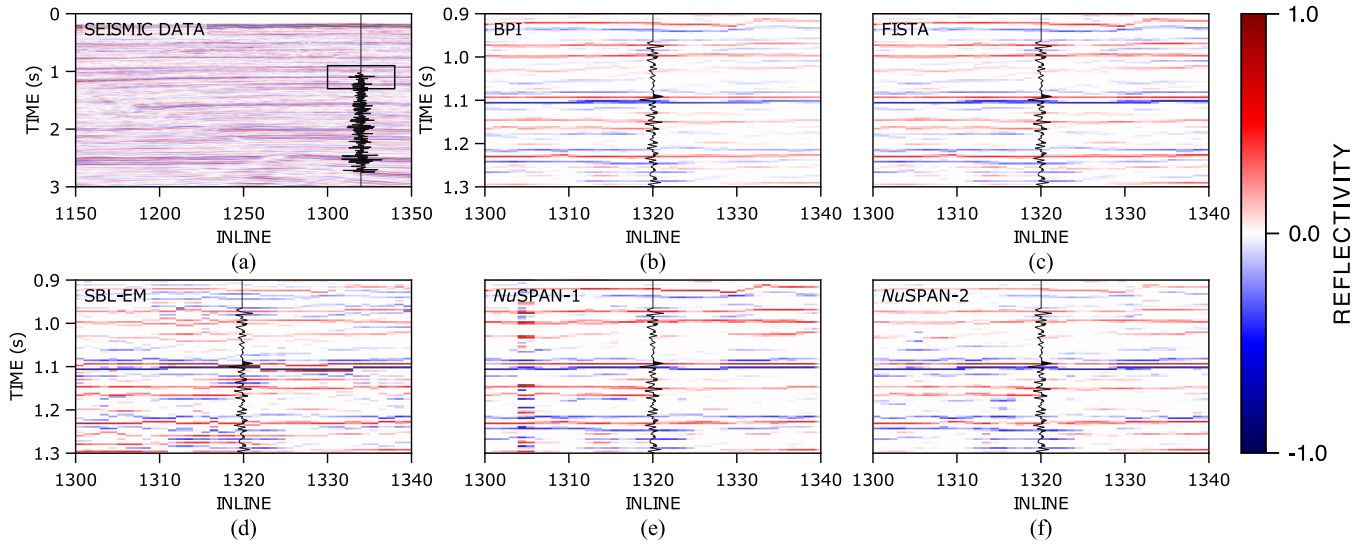 SEISMIC DATA
TIME (s)
0
1
2
3
1150 1200 1250 1300 1350
INLINE
(a)
BPI
TIME (s)
0.9
1.0
1.1
1.2
1.3
1300 1310 1320 1330 1340
INLINE
(b)
FISTA
1300 1310 1320 1330 1340
INLINE
(c)
SBL-EM
TIME (s)
0.9
1.0
1.1
1.2
1.3
1300 1310 1320 1330 1340
INLINE
(d)
NuSPAN-1
1300 1310 1320 1330 1340
INLINE
(e)
NuSPAN-2
1300 1310 1320 1330 1340
INLINE
(f)
1.0
0.0
-1.0
REFLECTIVITY